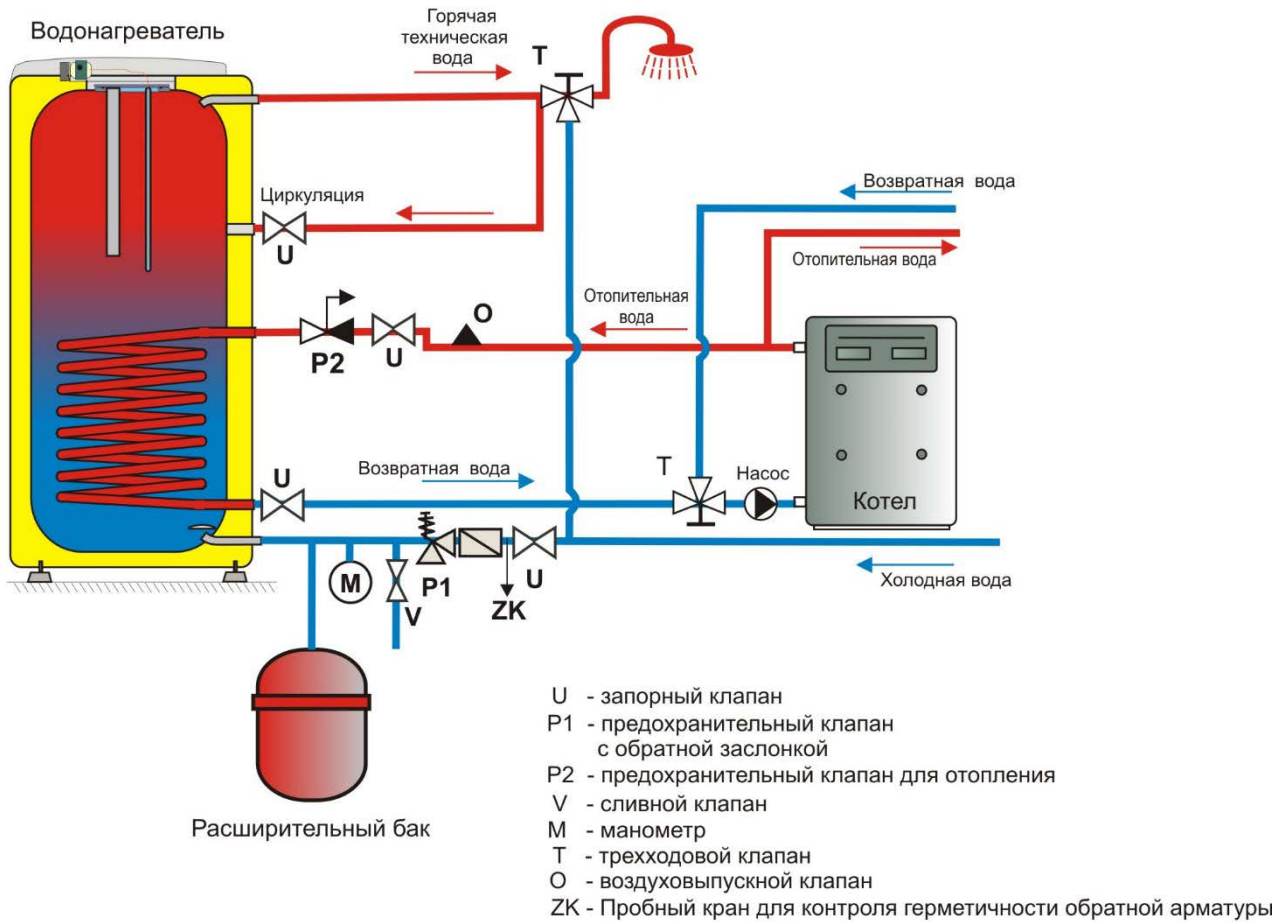 Водонагреватель
Горячая
техническая
вода
T
Циркуляция
U
Возвратная вода
Отопительная вода
Отопительная
вода
O
P2
U
Котел
U
Возвратная вода
T
Насос
Холодная вода
M
V
P1
ZK
U
Расширительный бак
U - запорный клапан
P1 - предохранительный клапан
с обратной заслонкой
P2 - предохранительный клапан для отопления
V - сливной клапан
M - манометр
T - трехходовой клапан
O - воздуховыпускной клапан
ZK - Пробный кран для контроля герметичности обратной арматуры